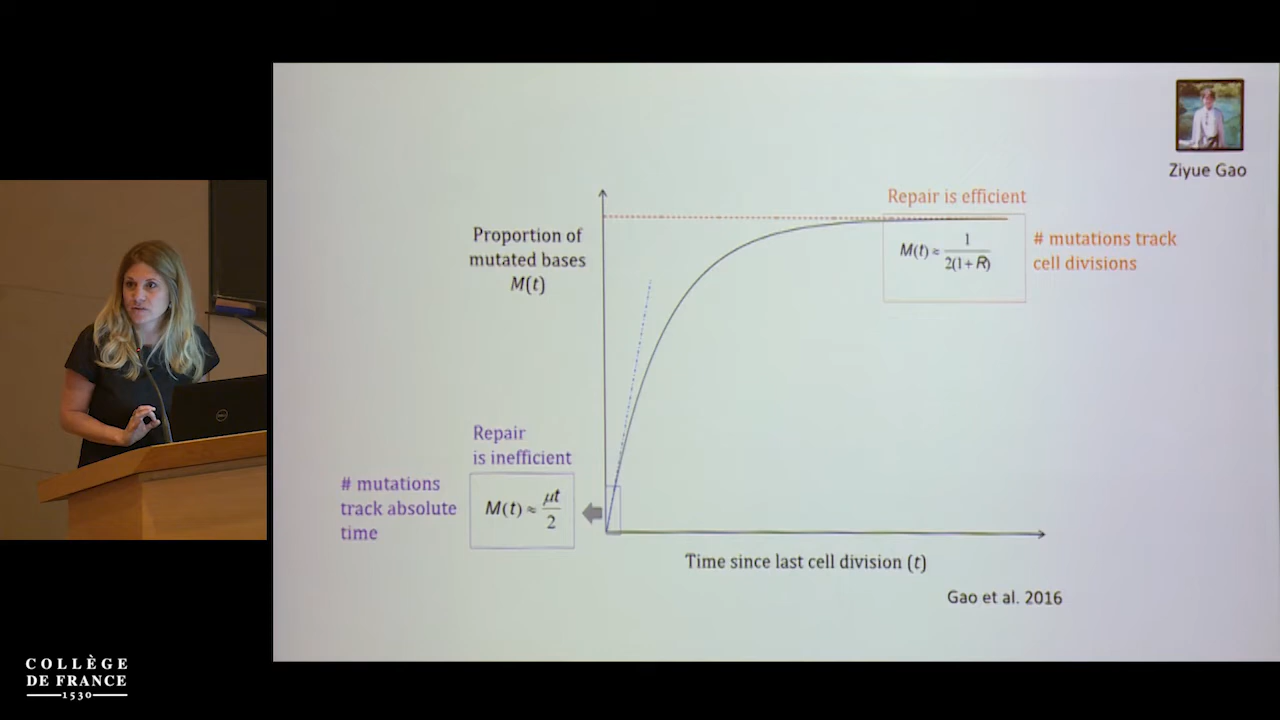 Ziyue Gao
Repair is efficient
Proportion of
mutated bases
M(t)
M(t) ≈ 1/2(1+R)
# mutations track
cell divisions
Repair
is inefficient
# mutations
track absolute
time
M(t) ≈ μt/2
Time since last cell division (t)
Gao et al. 2016
COLLÈGE
DE FRANCE
1530
DELL